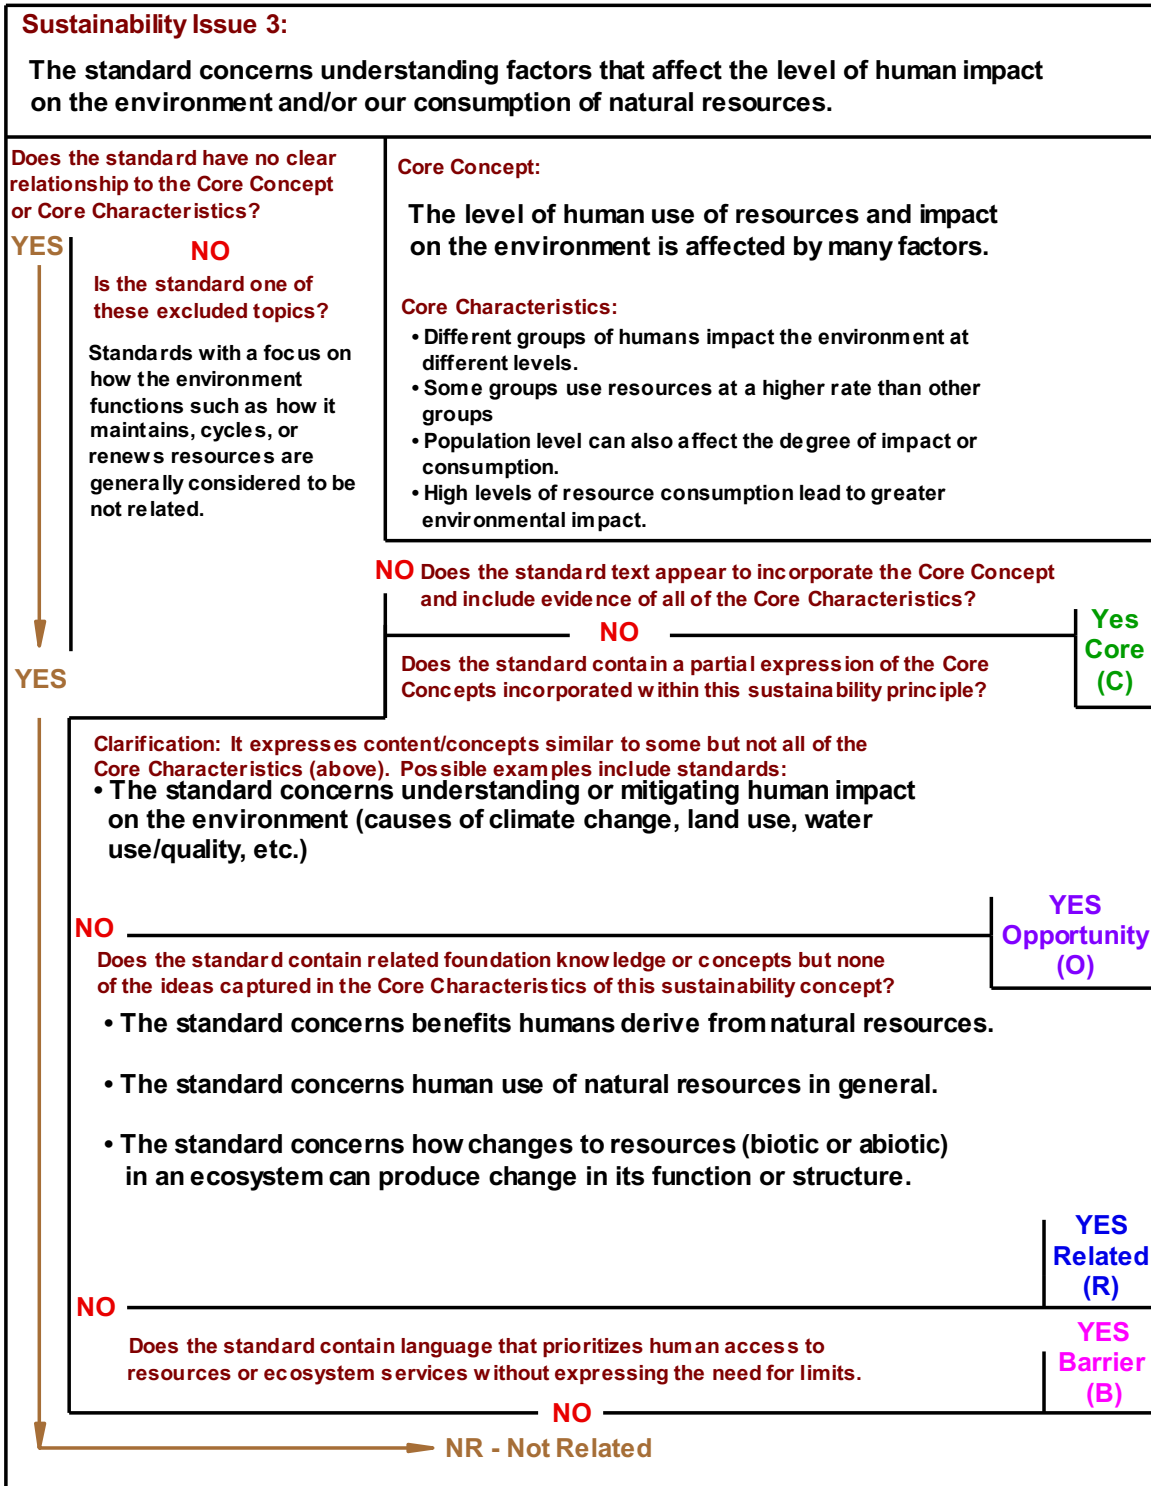 Sustainability Issue 3:
The standard concerns understanding factors that affect the level of human impact
on the environment and/or our consumption of natural resources.
Does the standard have no clear
relationship to the Core Concept
or Core Characteristics?
YES
NO
Is the standard one of
these excluded topics?
Standards with a focus on
how the environment
functions such as how it
maintains, cycles, or
renews resources are
generally considered to be
not related.
Core Concept:
The level of human use of resources and impact
on the environment is affected by many factors.
Core Characteristics:
• Different groups of humans impact the environment at
different levels.
• Some groups use resources at a higher rate than other
groups
• Population level can also affect the degree of impact or
consumption.
• High levels of resource consumption lead to greater
environmental impact.
NO Does the standard text appear to incorporate the Core Concept
and include evidence of all of the Core Characteristics?
Yes
Core
(C)
NO
YES
Does the standard contain a partial expression of the Core
Concepts incorporated within this sustainability principle?
Clarification: It expresses content/concepts similar to some but not all of the
Core Characteristics (above). Possible examples include standards:
• The standard concerns understanding or mitigating human impact
on the environment (causes of climate change, land use, water
use/quality, etc.)
YES
Opportunity
(O)
NO
Does the standard contain related foundation knowledge or concepts but none
of the ideas captured in the Core Characteristics of this sustainability concept?
• The standard concerns benefits humans derive from natural resources.
• The standard concerns human use of natural resources in general.
• The standard concerns how changes to resources (biotic or abiotic)
in an ecosystem can produce change in its function or structure.
YES
Related
(R)
NO
Does the standard contain language that prioritizes human access to
resources or ecosystem services without expressing the need for limits.
YES
Barrier
(B)
NO
NR - Not Related